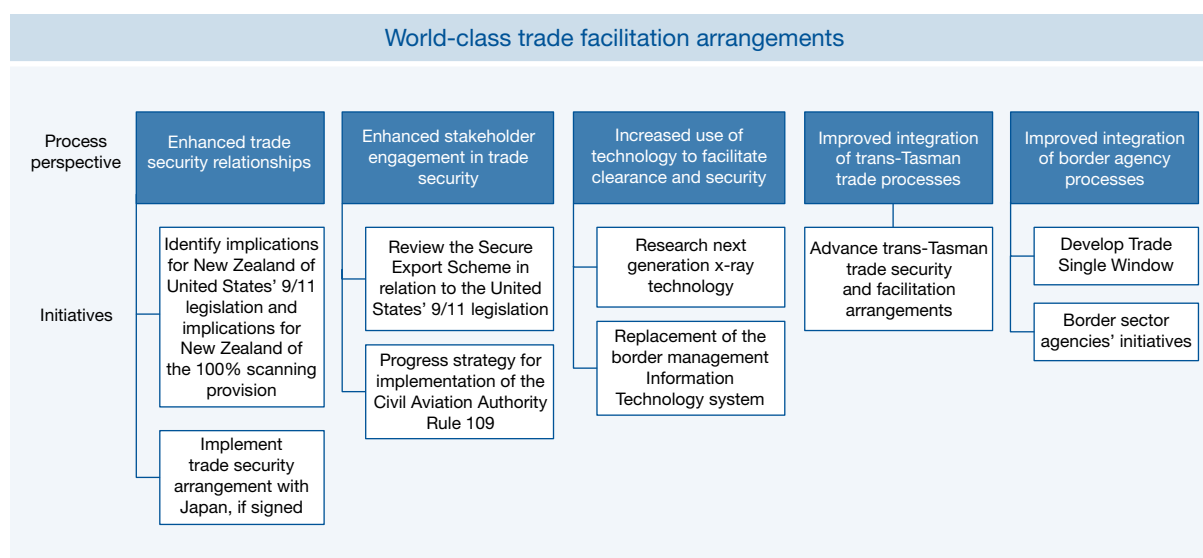 World-class trade facilitation arrangements
Process
perspective
Enhanced trade
security relationships
Enhanced stakeholder
engagement in trade
security
Increased use of
technology to facilitate
clearance and security
Improved integration
of trans-Tasman
trade processes
Improved integration
of border agency
processes
Initiatives
Identify implications
for New Zealand of
United States’ 9/11
legislation and
implications for
New Zealand of
the 100% scanning
provision
Implement
trade security
arrangement with
Japan, if signed
Review the Secure
Export Scheme in
relation to the United
States’ 9/11 legislation
Progress strategy for
implementation of the
Civil Aviation Authority
Rule 109
Research next
generation x-ray
technology
Replacement of the
border management
Information
Technology system
Advance trans-Tasman
trade security
and facilitation
arrangements
Develop Trade
Single Window
Border sector
agencies’ initiatives